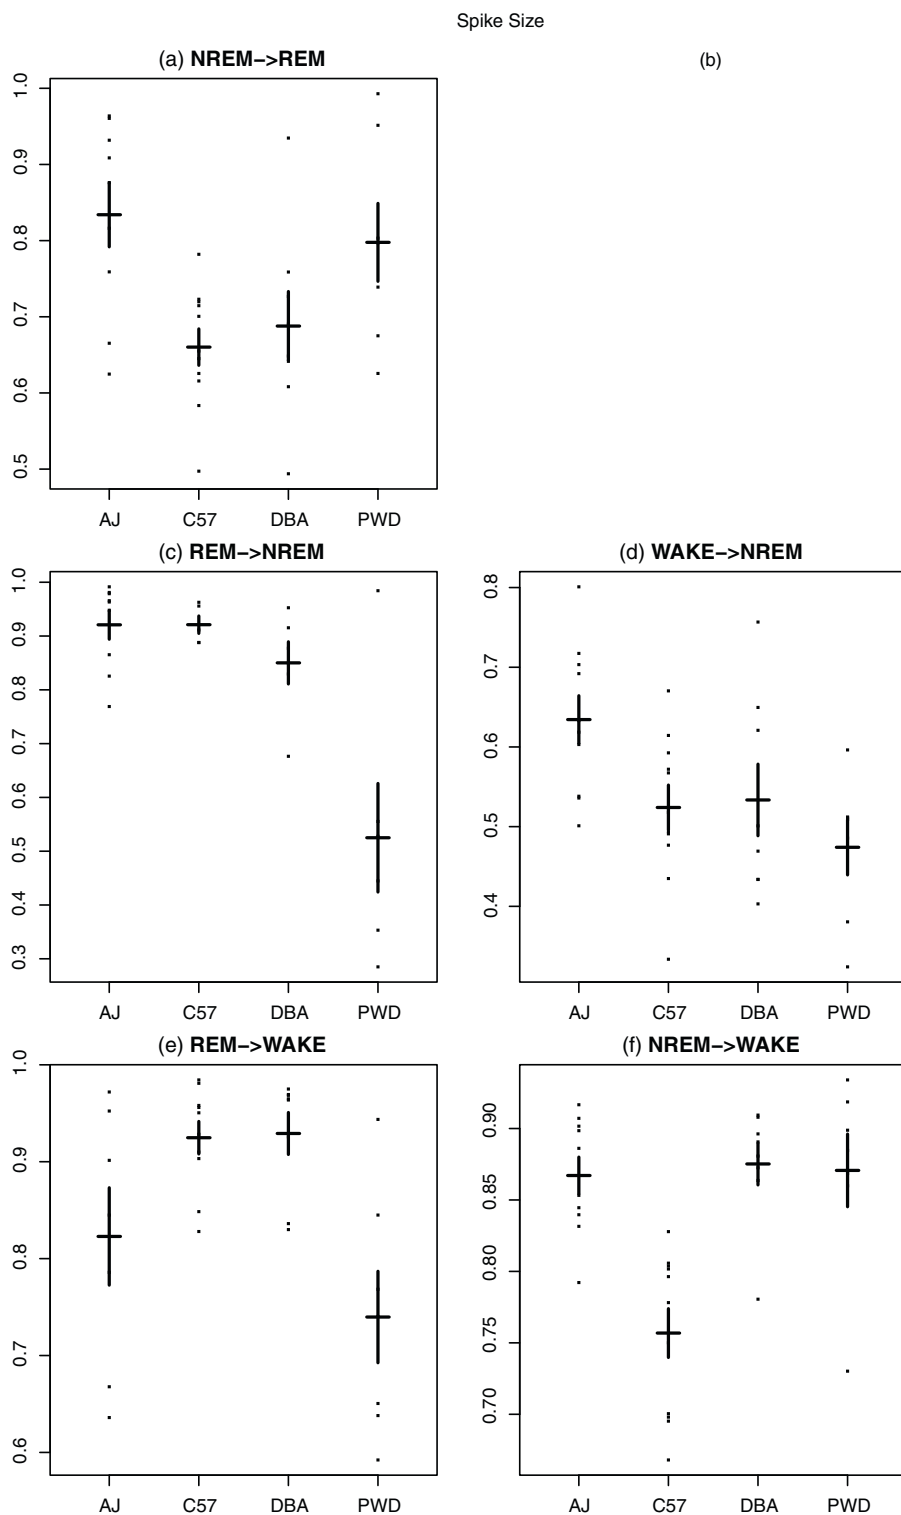 Spike Size
(a) NREM−>REM
(b)
1.0
0.9
0.8
0.7
0.6
0.5
AJ C57 DBA PWD
(c) REM−>NREM
1.0
0.9
0.8
0.7
0.6
0.5
0.4
0.3
AJ C57 DBA PWD
(d) WAKE−>NREM
0.8
0.7
0.6
0.5
0.4
AJ C57 DBA PWD
(e) REM−>WAKE
1.0
0.9
0.8
0.7
0.6
AJ C57 DBA PWD
(f) NREM−>WAKE
0.90
0.85
0.80
0.75
0.70
AJ C57 DBA PWD